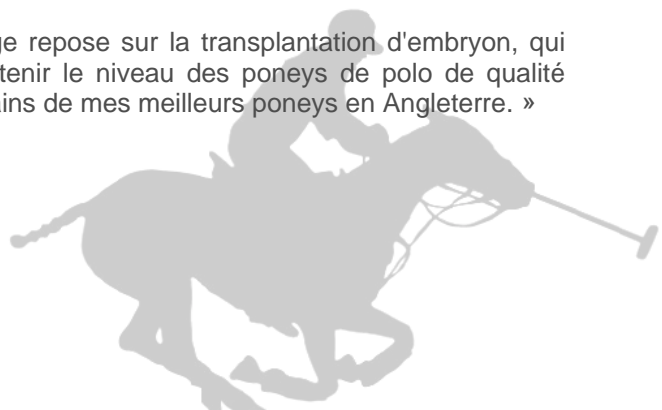 ge repose sur la transplantation d'embryon, qui
tenir le niveau des poneys de polo de qualité
ains de mes meilleurs poneys en Angleterre. »